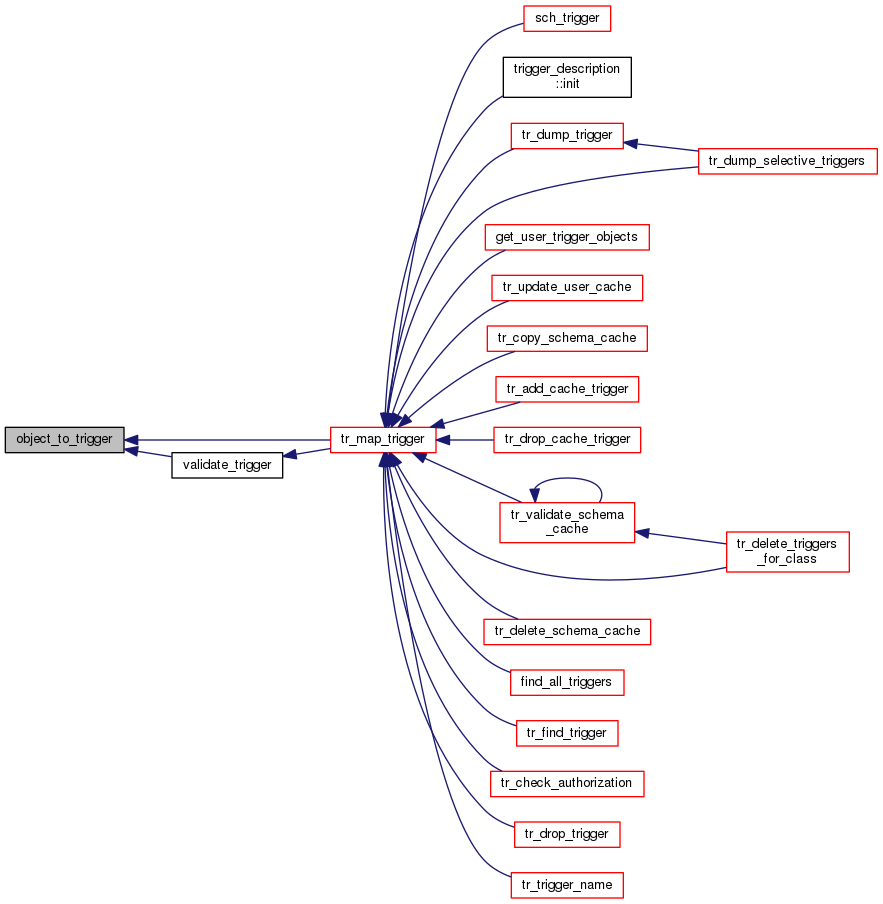 sch_trigger
trigger_description
::init
tr_dump_trigger
tr_dump_selective_triggers
get_user_trigger_objects
tr_update_user_cache
tr_copy_schema_cache
tr_add_cache_trigger
object_to_trigger
tr_map_trigger
tr_drop_cache_trigger
validate_trigger
tr_validate_schema
_cache
tr_delete_triggers
_for_class
tr_delete_schema_cache
find_all_triggers
tr_find_trigger
tr_check_authorization
tr_drop_trigger
tr_trigger_name